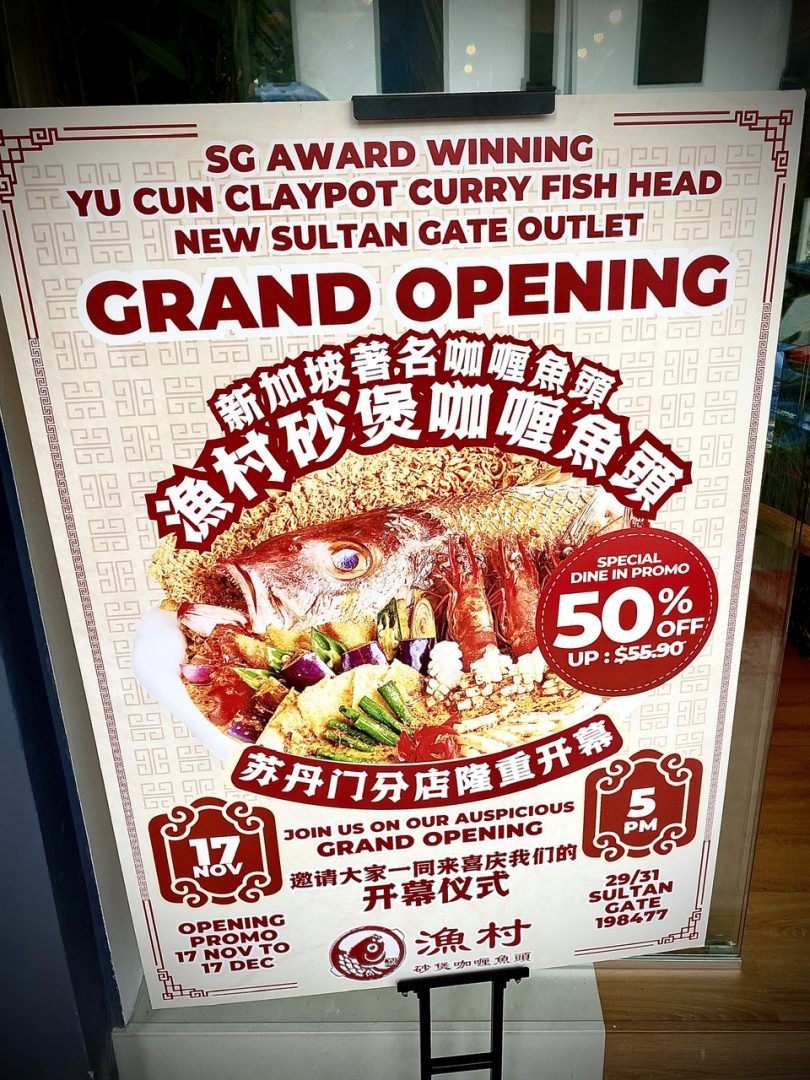 SG AWARD WINNING
YU CUN CLAYPOT CURRY FISH HEAD
NEW SULTAN GATE OUTLET
GRAND OPENING
新加坡著名咖喱魚頭
漁村砂煲咖喱魚頭
SPECIAL
DINE IN PROMO
50% OFF
UP : $55.90
苏丹门分店隆重开幕
17
NOV
JOIN US ON OUR AUSPICIOUS
GRAND OPENING
5
PM
邀请大家一同来喜庆我们的
开幕仪式
OPENING
PROMO
17 NOV TO
17 DEC
漁村
砂煲咖喱魚頭
29/31
SULTAN
GATE
198477